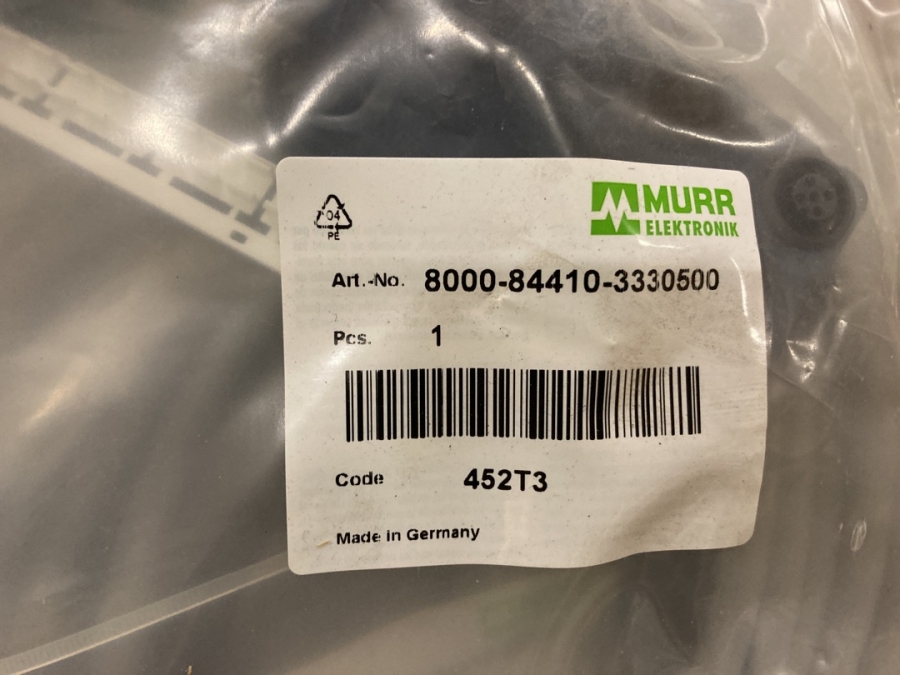 04
PE
MURR
ELEKTRONIK
Art.-No. 8000-84410-3330500
Pcs. 1
Code 452T3
Made in Germany